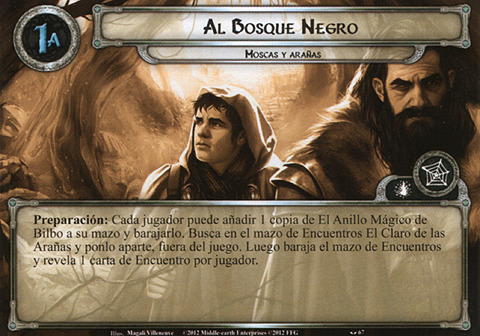 1A
AL BOSQUE NEGRO
MOSCAS Y ARAÑAS
Preparación: Cada jugador puede añadir 1 copia de El Anillo Mágico de
Bilbo a su mazo y barajarlo. Busca en el mazo de Encuentros El Claro de las
Arañas y ponlo aparte, fuera del juego. Luego baraja el mazo de Encuentros
y revela 1 carta de Encuentro por jugador.
Illus. Magali Villeneuve ©2012 Middle-earth Enterprises ©2012 FFG 67